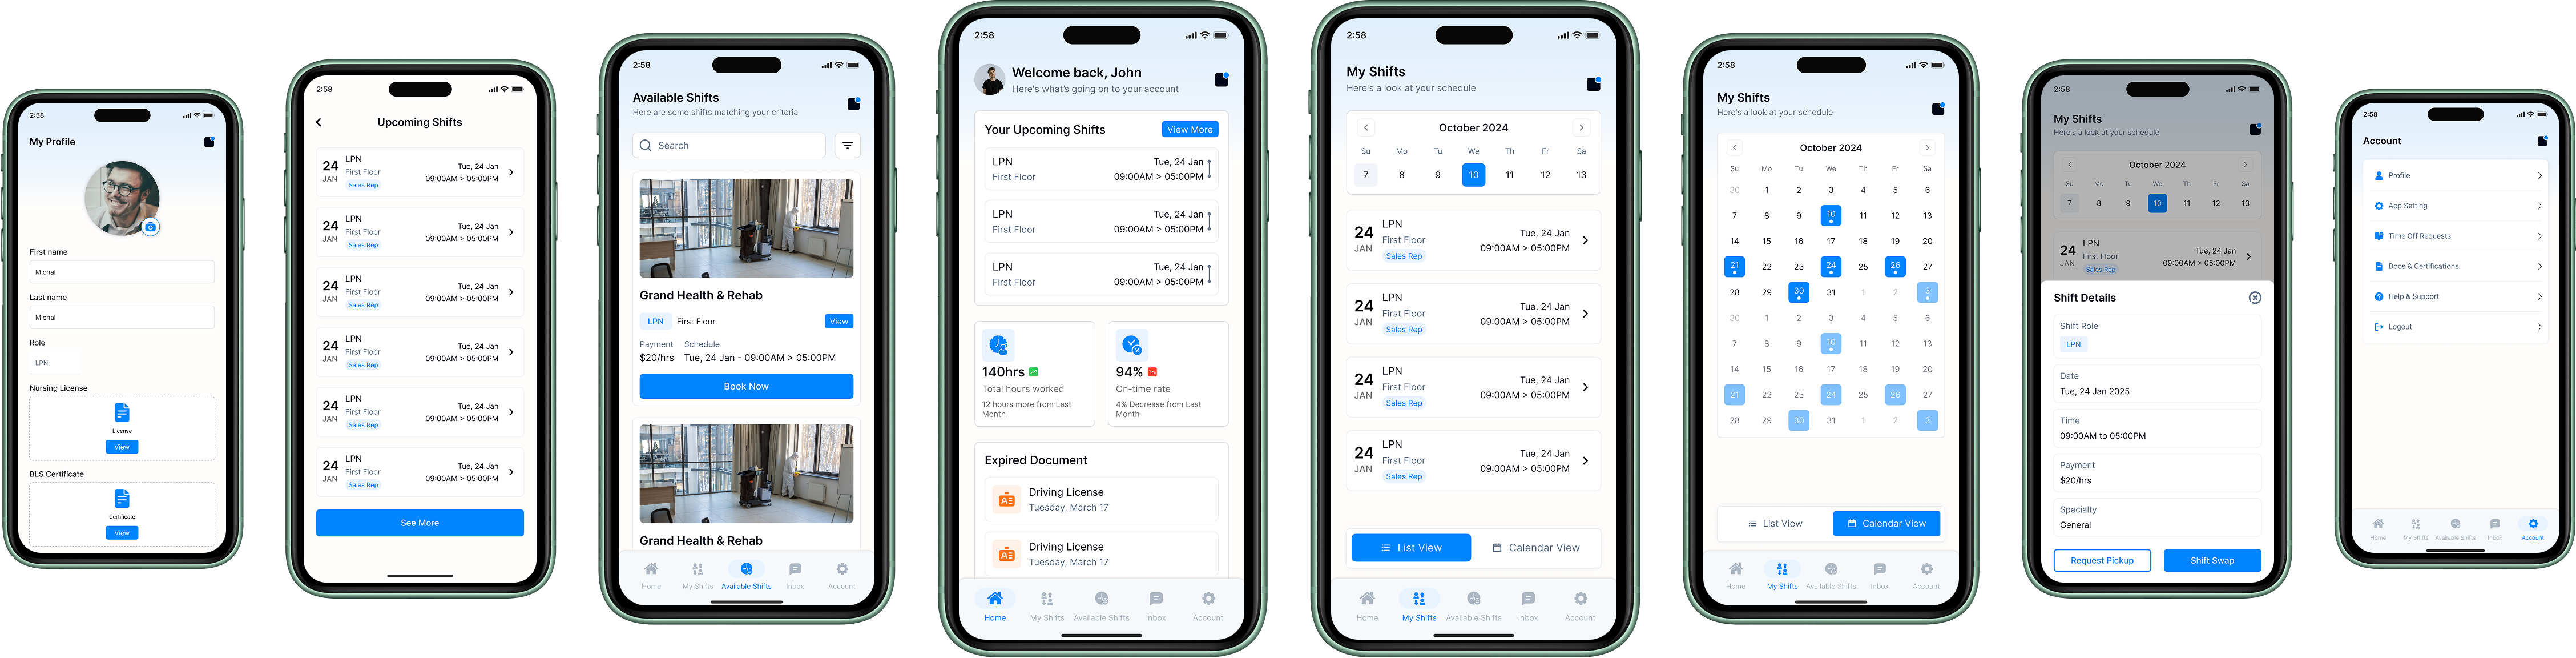 2:58
My Profile
First name
Michal
Last name
Michal
Role
LPN
Nursing License
License
View
BLS Certificate
Certificate
View
2:58
Upcoming Shifts
24 JAN
LPN
First Floor
Sales Rep
Tue, 24 Jan
09:00AM > 05:00PM
24 JAN
LPN
First Floor
Sales Rep
Tue, 24 Jan
09:00AM > 05:00PM
24 JAN
LPN
First Floor
Sales Rep
Tue, 24 Jan
09:00AM > 05:00PM
24 JAN
LPN
First Floor
Sales Rep
Tue, 24 Jan
09:00AM > 05:00PM
24 JAN
LPN
First Floor
Sales Rep
Tue, 24 Jan
09:00AM > 05:00PM
24 JAN
LPN
First Floor
Sales Rep
Tue, 24 Jan
09:00AM > 05:00PM
See More
2:58
Available Shifts
Here are some shifts matching your criteria
Search
Grand Health & Rehab
LPN First Floor View
Payment Schedule
$20/hrs Tue, 24 Jan - 09:00AM > 05:00PM
Book Now
Grand Health & Rehab
Home My Shifts Available Shifts Inbox Account
2:58
Welcome back, John
Here's what's going on to your account
Your Upcoming Shifts View More
LPN Tue, 24 Jan
First Floor 09:00AM > 05:00PM
LPN Tue, 24 Jan
First Floor 09:00AM > 05:00PM
LPN Tue, 24 Jan
First Floor 09:00AM > 05:00PM
140hrs
Total hours worked
12 hours more from Last
Month
94%
On-time rate
4% Decrease from Last
Month
Expired Document
Driving License
Tuesday, March 17
Driving License
Tuesday, March 17
Home My Shifts Available Shifts Inbox Account
2:58
My Shifts
Here's a look at your schedule
October 2024
Su Mo Tu We Th Fr Sa
7 8 9 10 11 12 13
24 JAN
LPN
First Floor
Sales Rep
Tue, 24 Jan
09:00AM > 05:00PM
24 JAN
LPN
First Floor
Sales Rep
Tue, 24 Jan
09:00AM > 05:00PM
24 JAN
LPN
First Floor
Sales Rep
Tue, 24 Jan
09:00AM > 05:00PM
24 JAN
LPN
First Floor
Sales Rep
Tue, 24 Jan
09:00AM > 05:00PM
List View Calendar View
Home My Shifts Available Shifts Inbox Account
2:58
My Shifts
Here's a look at your schedule
October 2024
Su Mo Tu We Th Fr Sa
30 1 2 3 4 5 6
7 8 9 10 11 12 13
14 15 16 17 18 19 20
21 22 23 24 25 26 27
28 29 30 31 1 2 3
30 1 2 3 4 5 6
7 8 9 10 11 12 13
14 15 16 17 18 19 20
21 22 23 24 25 26 27
28 29 30 31 1 2 3
List View Calendar View
Home My Shifts Available Shifts Inbox Account
2:58
My Shifts
Here's a look at your schedule
October 2024
Su Mo Tu We Th Fr Sa
7 8 9 10 11 12 13
24 JAN
LPN
First Floor
Sales Rep
Tue, 24 Jan
09:00AM > 05:00PM
Shift Details
Shift Role
LPN
Date
Tue, 24 Jan 2025
Time
09:00AM to 05:00PM
Payment
$20/hrs
Specialty
General
Request Pickup Shift Swap
2:58
Account
Profile
App Setting
Time Off Requests
Docs & Certifications
Help & Support
Logout
Home My Shifts Available Shifts Inbox Account